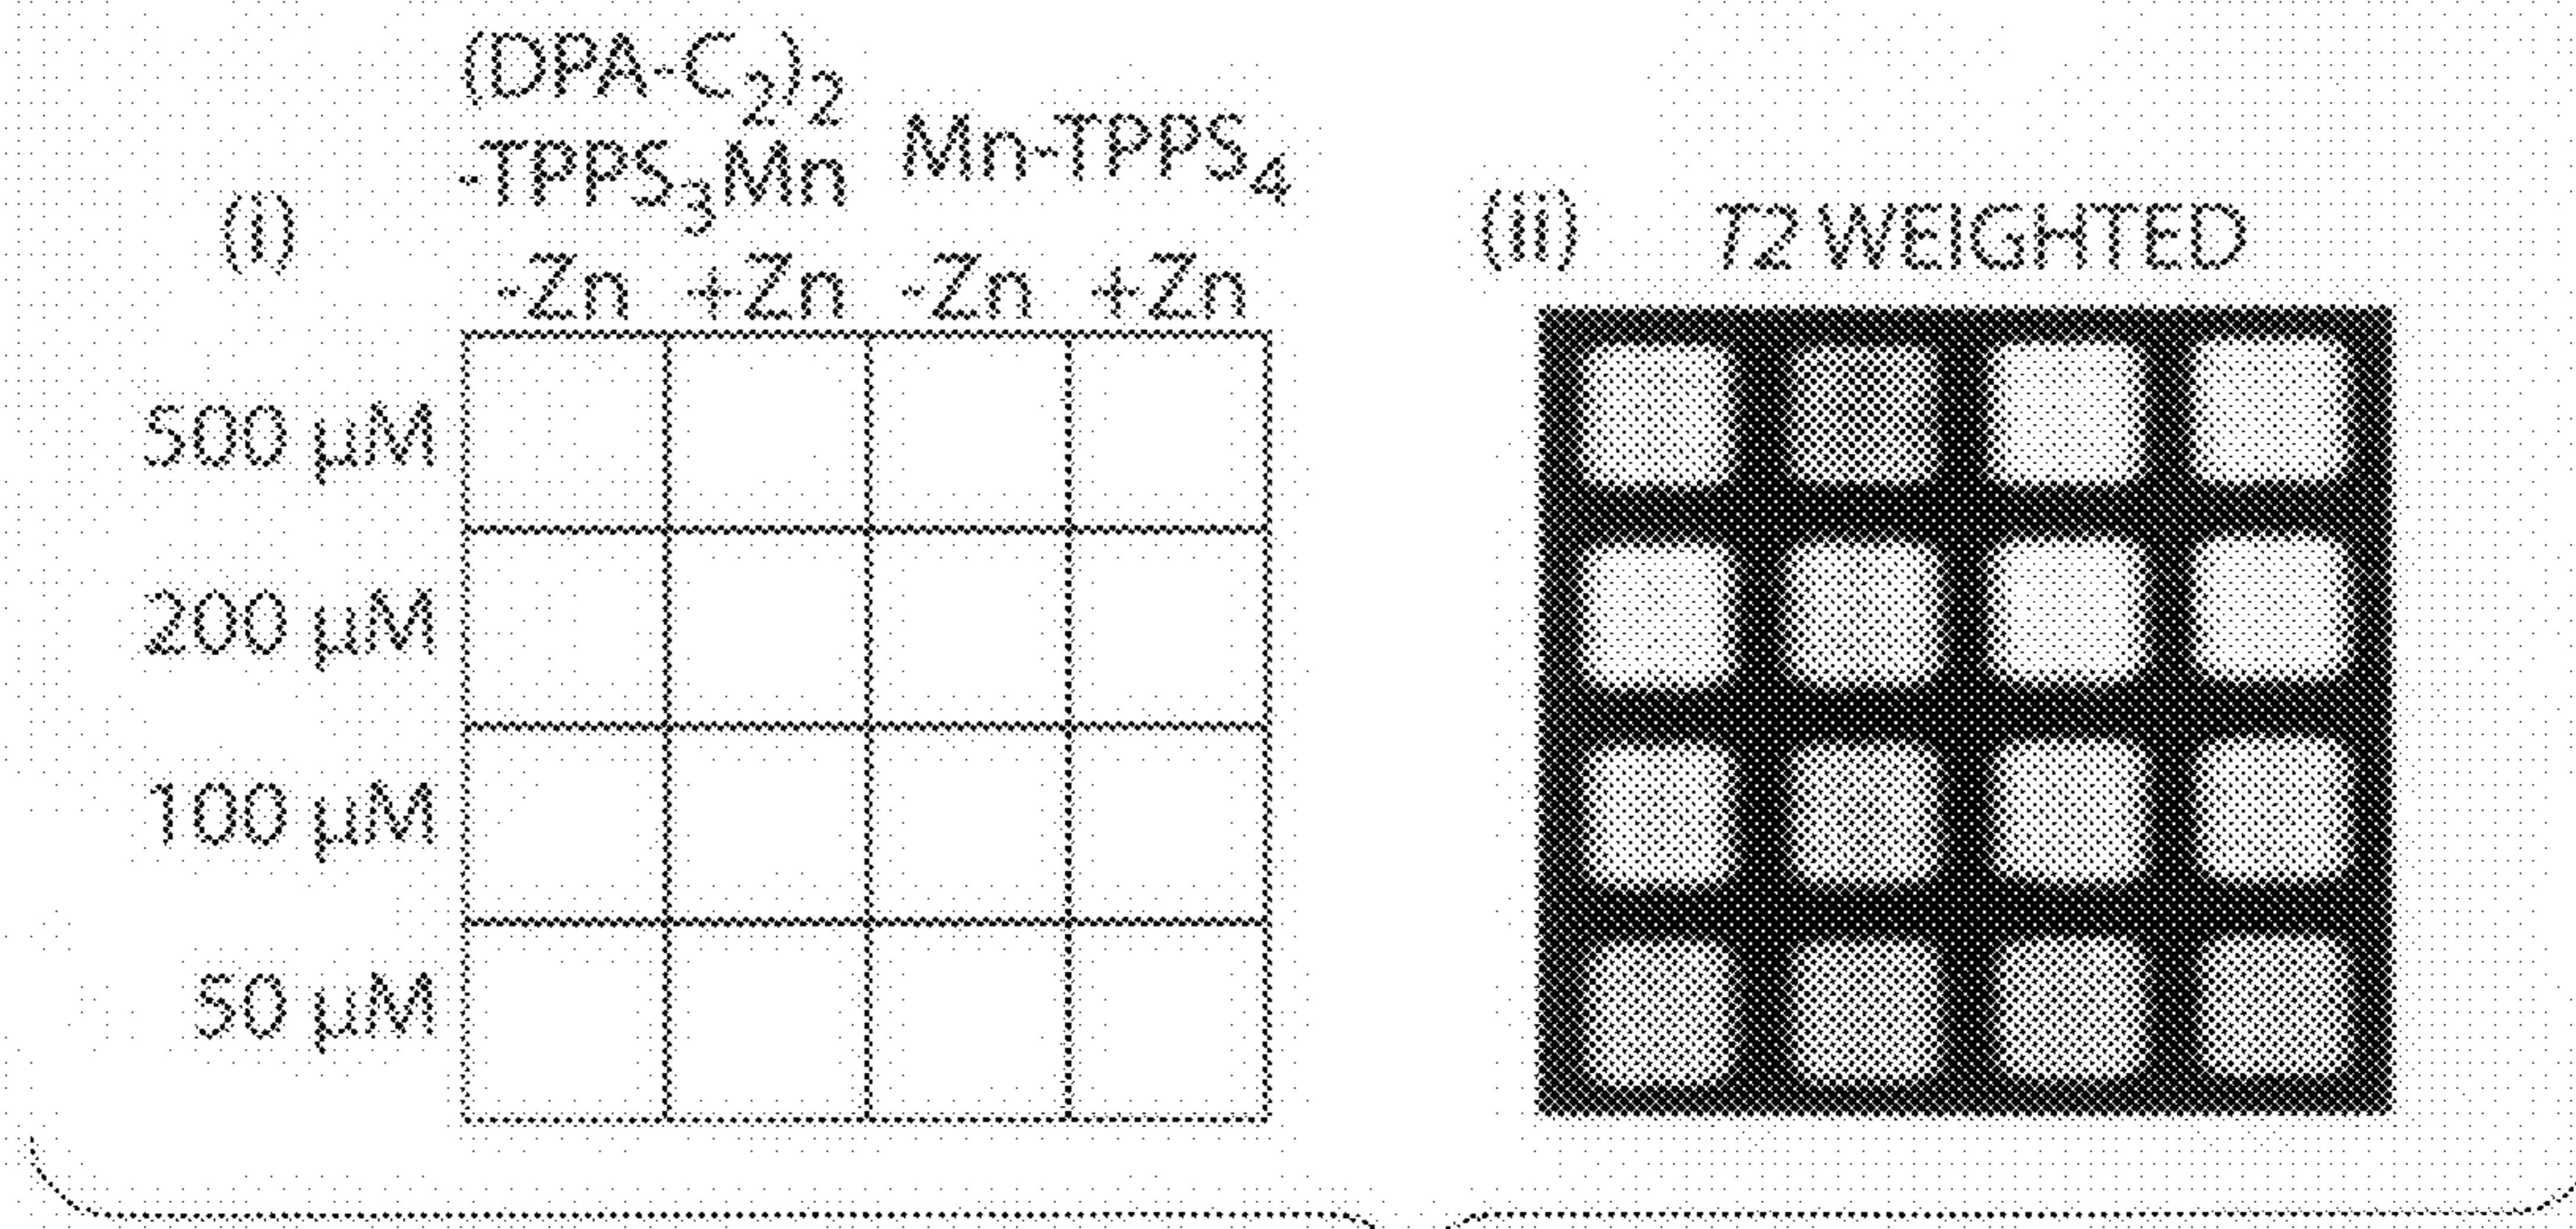 (i)
(DPA-C2)2
-TPPS3Mn
Mn-TPPS4
-Zn +Zn -Zn +Zn
500 µM
200 µM
100 µM
50 µM
(ii) T2 WEIGHTED